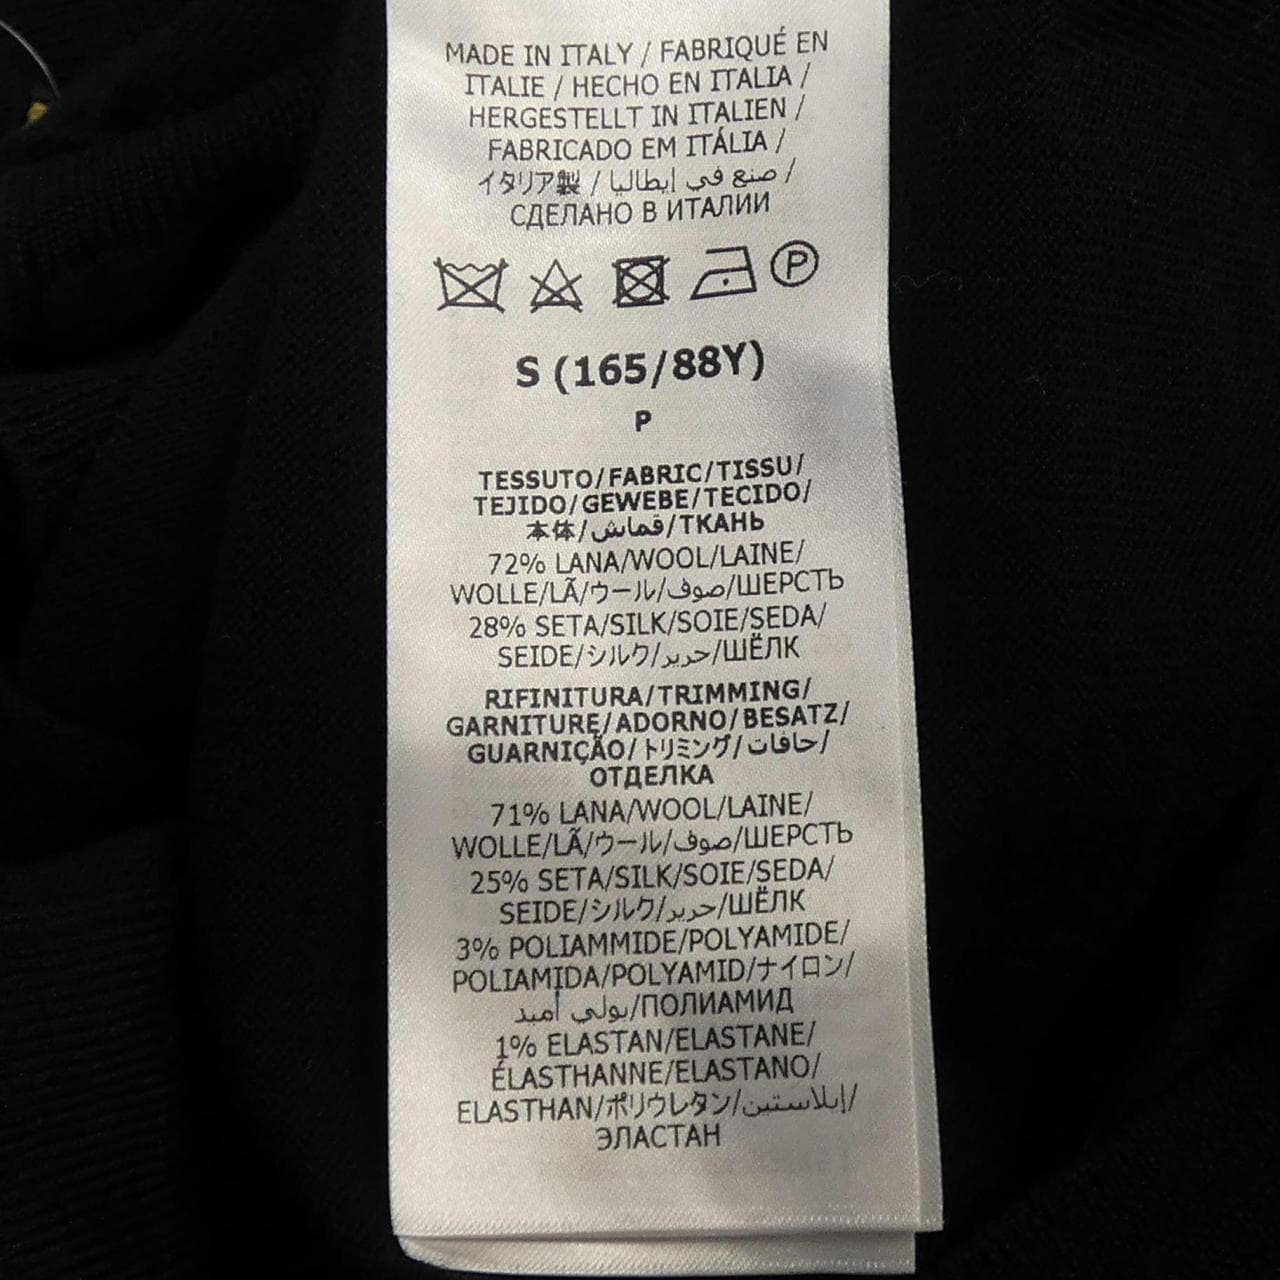 MADE IN ITALY / FABRIQUÉ EN
ITALIE / HECHO EN ITALIA /
HERGESTELLT IN ITALIEN /
FABRICADO EM ITÁLIA /
イタリア製 / صنع في إيطاليا /
СДЕЛАНО В ИТАЛИИ
P
S (165/88Y)
P
TESSUTO/FABRIC/TISSU/
TEJIDO/GEWEBE/TECIDO/
本体/قماش/ТКАНЬ
72% LANA/WOOL/LAINE/
WOLLE/LÃ/ウール/صوف/ШЕРСТЬ
28% SETA/SILK/SOIE/SEDA/
SEIDE/シルク/حرير/ШЁЛК
RIFINITURA/TRIMMING/
GARNITURE/ADORNO/BESATZ/
GUARNIÇÃO/トリミング/حافات/
ОТДЕЛКА
71% LANA/WOOL/LAINE/
WOLLE/LÃ/ウール/صوف/ШЕРСТЬ
25% SETA/SILK/SOIE/SEDA/
SEIDE/シルク/حرير/ШЁЛК
3% POLIAMMIDE/POLYAMIDE/
POLIAMIDA/POLYAMID/ナイロン/
بولي أميد/ПОЛИАМИД
1% ELASTAN/ELASTANE/
ÉLASTHANNE/ELASTANO/
ELASTHAN/ポリウレタン/إيلاستين/
ЭЛАСТАН